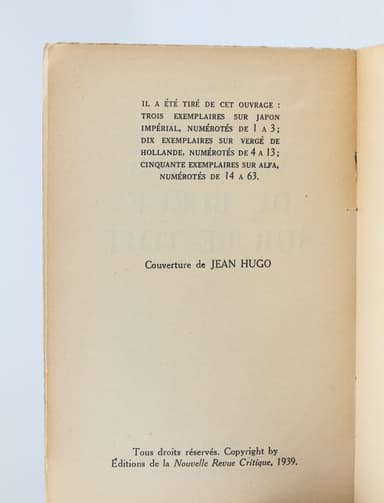 IL A ÉTÉ TIRÉ DE CET OUVRAGE :
TROIS EXEMPLAIRES SUR JAPON
IMPÉRIAL, NUMÉROTÉS DE 1 A 3 ;
DIX EXEMPLAIRES SUR VERGÉ DE
HOLLANDE, NUMÉROTÉS DE 4 A 13 ;
CINQUANTE EXEMPLAIRES SUR ALFA,
NUMÉROTÉS DE 14 A 63.
Couverture de JEAN HUGO
Tous droits réservés. Copyright by
Éditions de la Nouvelle Revue Critique, 1939.